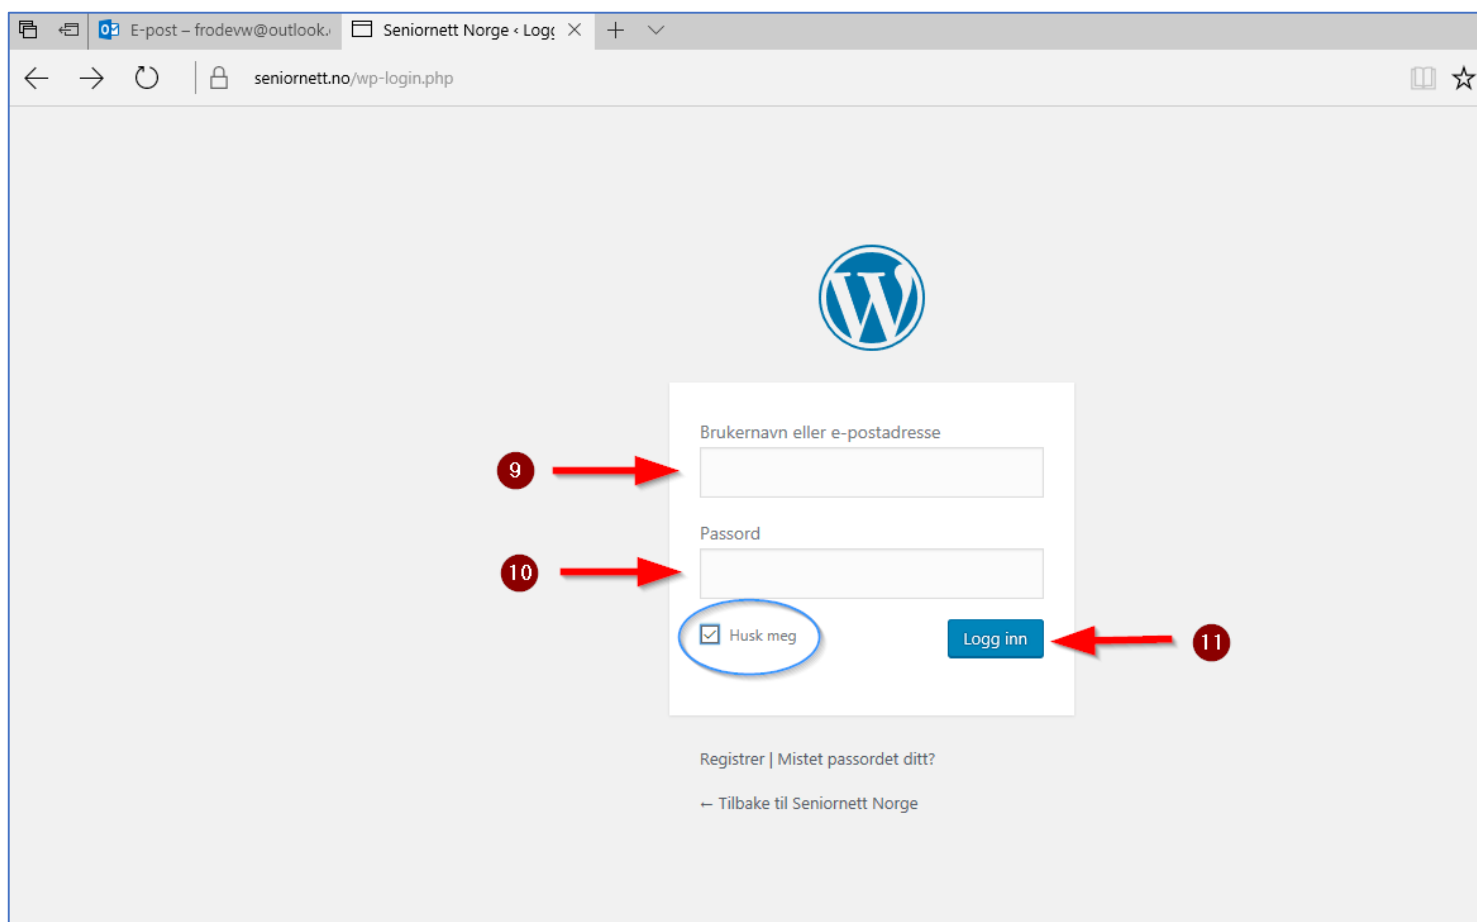 E-post – frodevw@outlook.
Seniornett Norge ‹ Logg
seniornett.no/wp-login.php
W
Brukernavn eller e-postadresse
9
Passord
10
Husk meg
Logg inn
11
Registrer | Mistet passordet ditt?
← Tilbake til Seniornett Norge